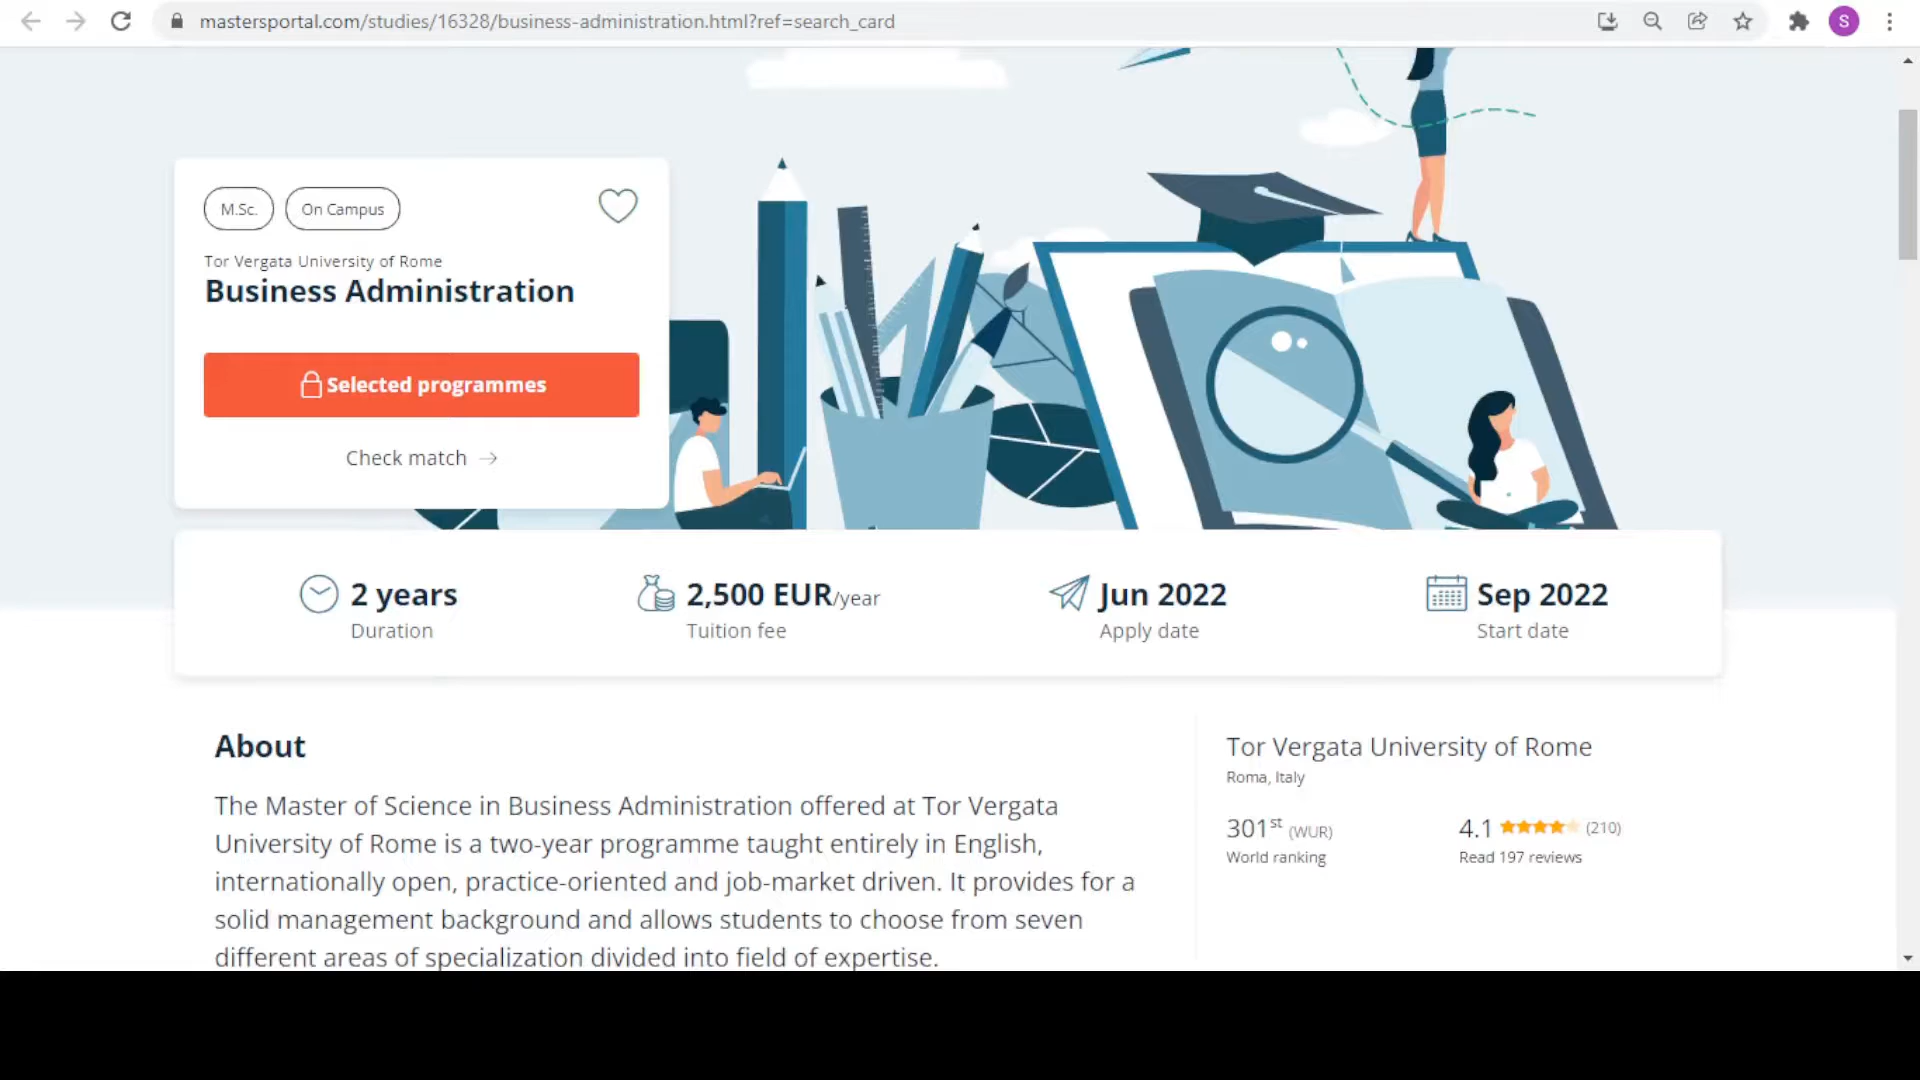 mastersportal.com/studies/16328/business-administration.html?ref=search_card
S
M.Sc.
On Campus
Tor Vergata University of Rome
Business Administration
Selected programmes
Check match →
2 years
Duration
2,500 EUR/year
Tuition fee
Jun 2022
Apply date
Sep 2022
Start date
About
The Master of Science in Business Administration offered at Tor Vergata
University of Rome is a two-year programme taught entirely in English,
internationally open, practice-oriented and job-market driven. It provides for a
solid management background and allows students to choose from seven
different areas of specialization divided into field of expertise.
Tor Vergata University of Rome
Roma, Italy
301st (WUR)
World ranking
4.1 (210)
Read 197 reviews